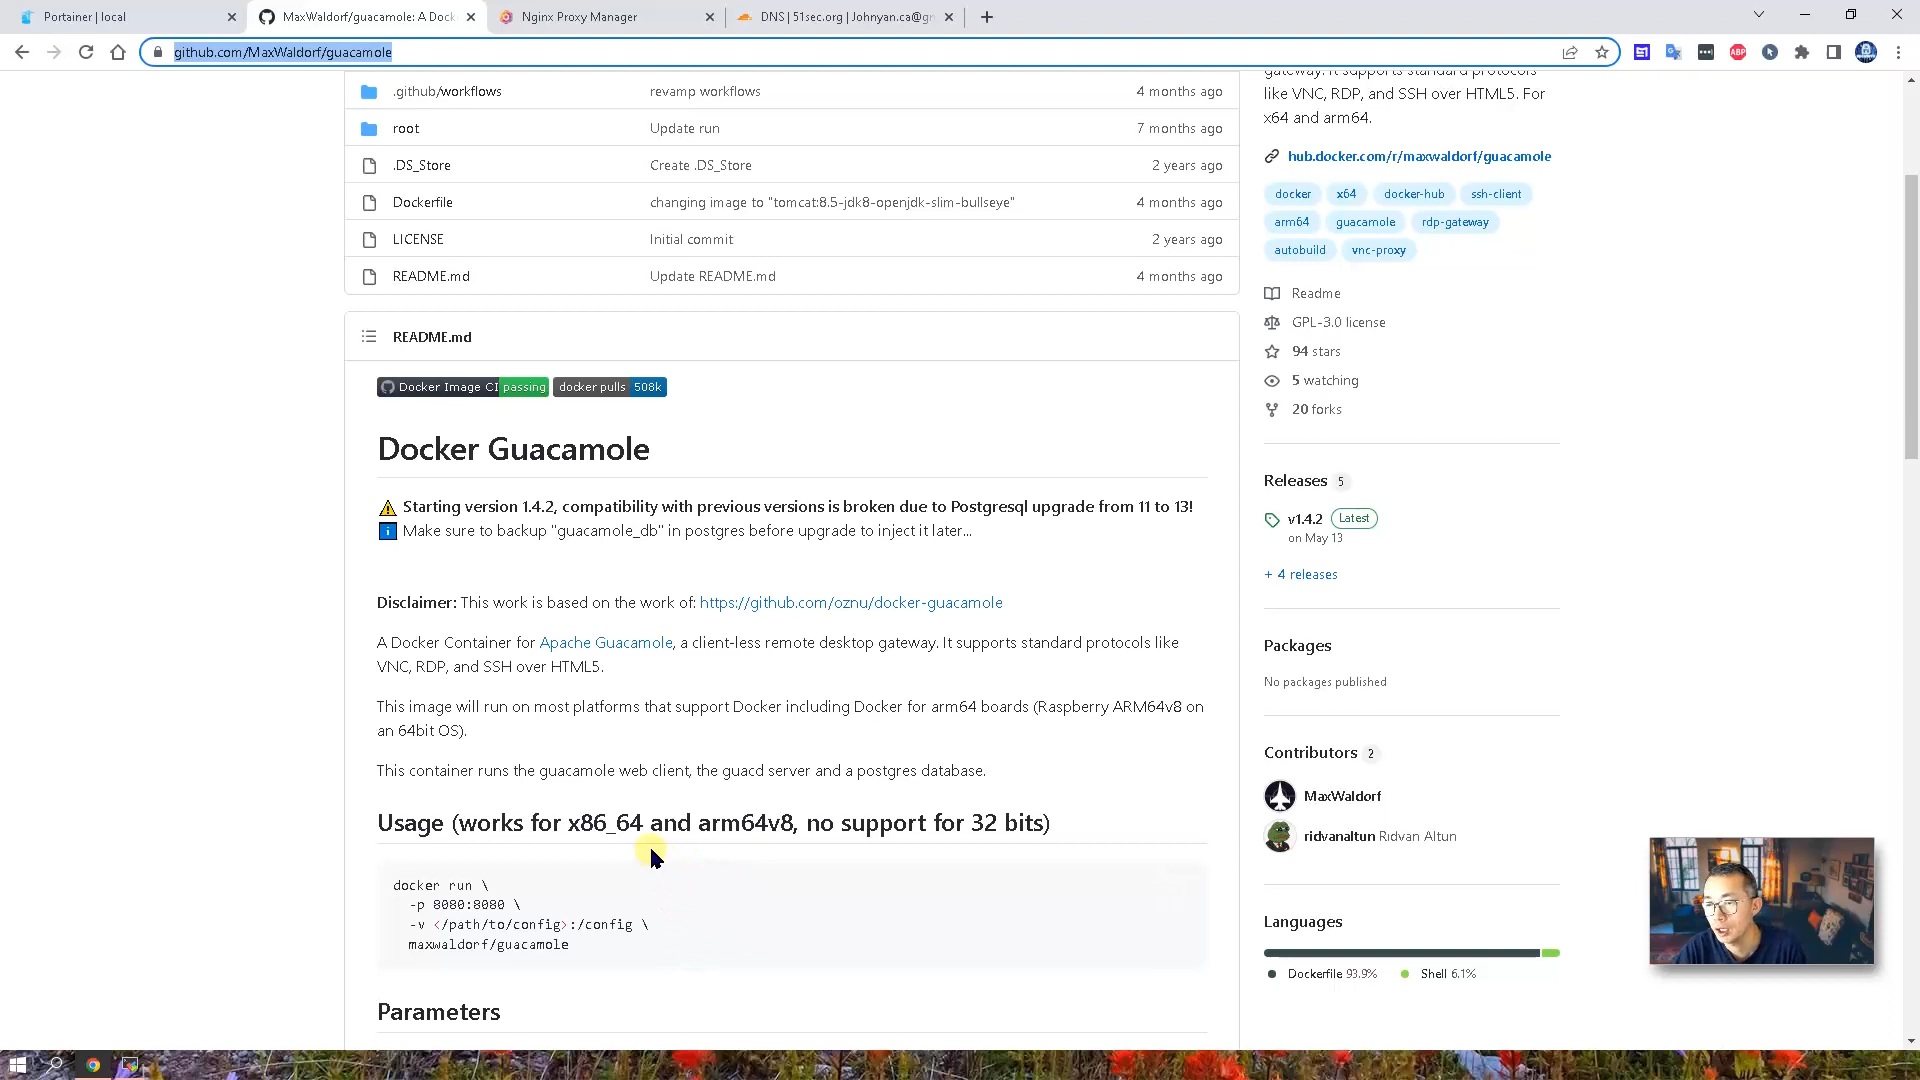 Portainer | local
MaxWaldorf/guacamole: A Dock
Nginx Proxy Manager
DNS | 51sec.org | Johnyan.ca@gm
github.com/MaxWaldorf/guacamole
ABP
.github/workflows revamp workflows 4 months ago
root Update run 7 months ago
.DS_Store Create .DS_Store 2 years ago
Dockerfile changing image to "tomcat:8.5-jdk8-openjdk-slim-bullseye" 4 months ago
LICENSE Initial commit 2 years ago
README.md Update README.md 4 months ago
README.md
Docker Image CI passing docker pulls 508k
Docker Guacamole
Starting version 1.4.2, compatibility with previous versions is broken due to Postgresql upgrade from 11 to 13!
Make sure to backup "guacamole_db" in postgres before upgrade to inject it later...
Disclaimer: This work is based on the work of: https://github.com/oznu/docker-guacamole
A Docker Container for Apache Guacamole, a client-less remote desktop gateway. It supports standard protocols like
VNC, RDP, and SSH over HTML5.
This image will run on most platforms that support Docker including Docker for arm64 boards (Raspberry ARM64v8 on
an 64bit OS).
This container runs the guacamole web client, the guacd server and a postgres database.
Usage (works for x86_64 and arm64v8, no support for 32 bits)
docker run \
-p 8080:8080 \
-v </path/to/config>:/config \
maxwaldorf/guacamole
Parameters
gateway. It supports standard protocols
like VNC, RDP, and SSH over HTML5. For
x64 and arm64.
hub.docker.com/r/maxwaldorf/guacamole
docker x64 docker-hub ssh-client
arm64 guacamole rdp-gateway
autobuild vnc-proxy
Readme
GPL-3.0 license
94 stars
5 watching
20 forks
Releases 5
v1.4.2 Latest
on May 13
+ 4 releases
Packages
No packages published
Contributors 2
MaxWaldorf
ridvanaltun Rıdvan Altun
Languages
Dockerfile 93.9% Shell 6.1%